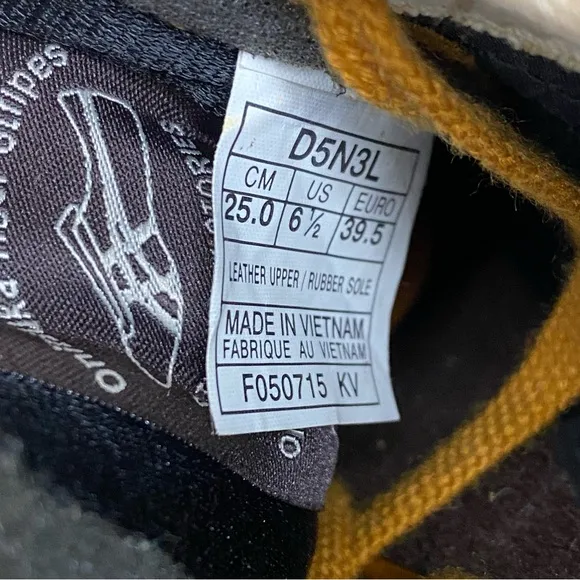 D5N3L
CM US EURO
25.0 6½ 39.5
LEATHER UPPER / RUBBER SOLE
MADE IN VIETNAM
FABRIQUE AU VIETNAM
F050715 KV